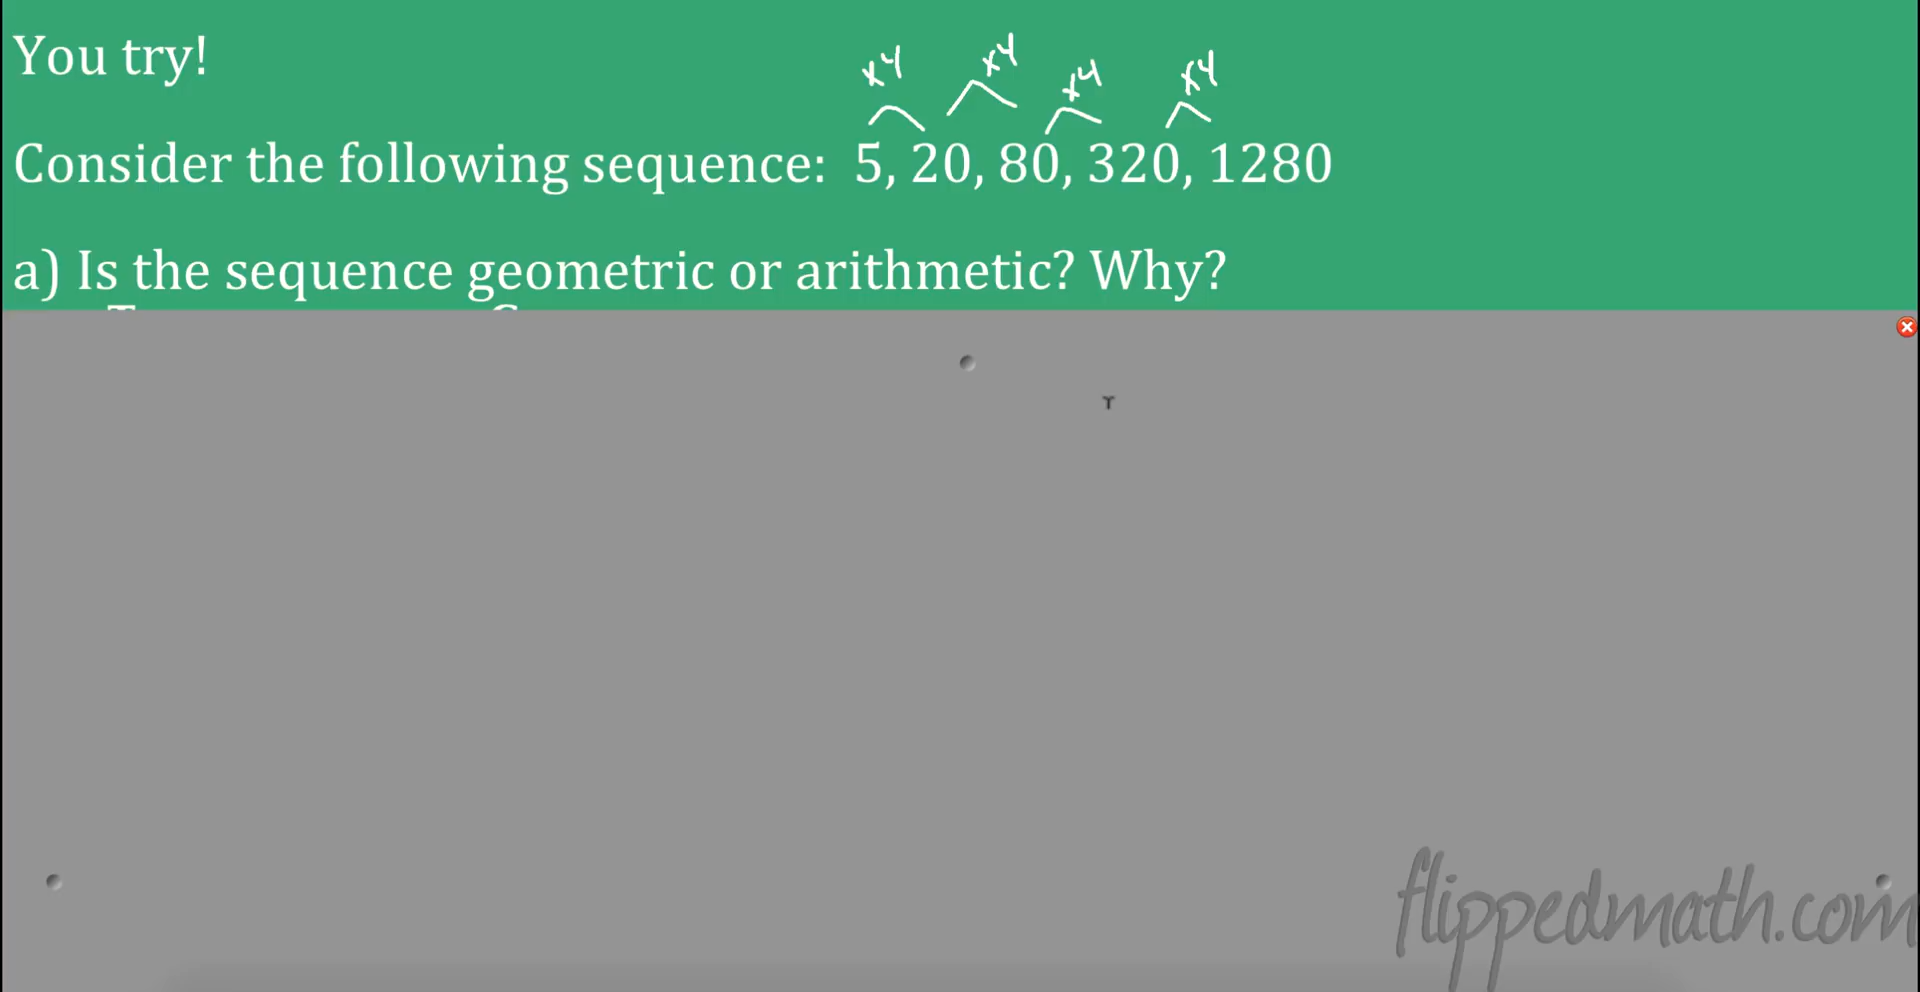 You try!
x4 x4 x4 x4
Consider the following sequence: 5, 20, 80, 320, 1280
a) Is the sequence geometric or arithmetic? Why?
flippedmath.com